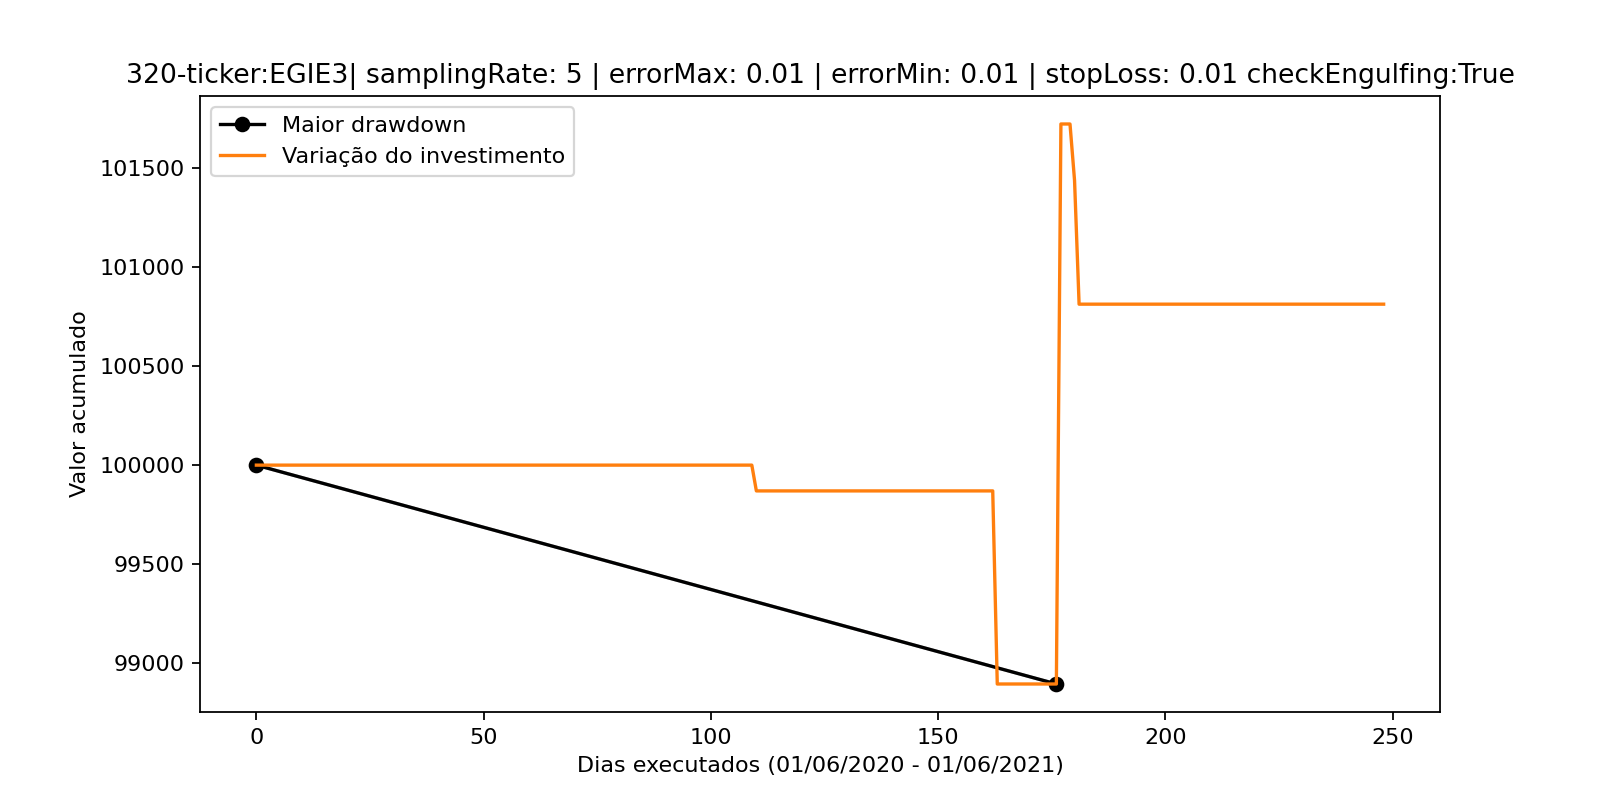 320-ticker:EGIE3| samplingRate: 5 | errorMax: 0.01 | errorMin: 0.01 | stopLoss: 0.01 checkEngulfing:True
Maior drawdown
Variação do investimento
Valor acumulado
101500
101000
100500
100000
99500
99000
0 50 100 150 200 250
Dias executados (01/06/2020 - 01/06/2021)